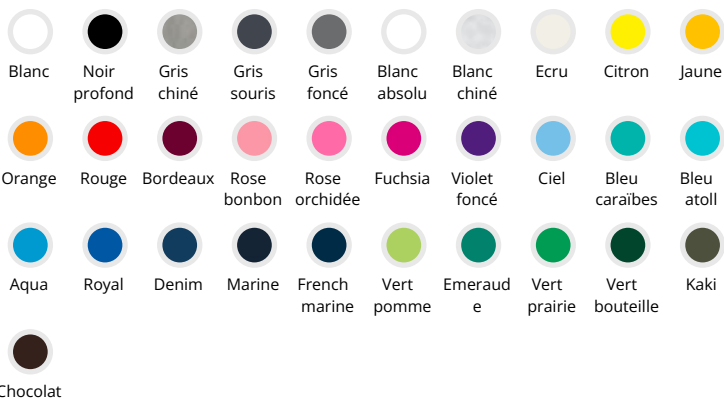 Blanc
Noir
profond
Gris
chiné
Gris
souris
Gris
foncé
Blanc
absolu
Blanc
chiné
Ecru
Citron
Jaune
Orange
Rouge
Bordeaux
Rose
bonbon
Rose
orchidée
Fuchsia
Violet
foncé
Ciel
Bleu
caraïbes
Bleu
atoll
Aqua
Royal
Denim
Marine
French
marine
Vert
pomme
Emeraud
e
Vert
prairie
Vert
bouteille
Kaki
Chocolat